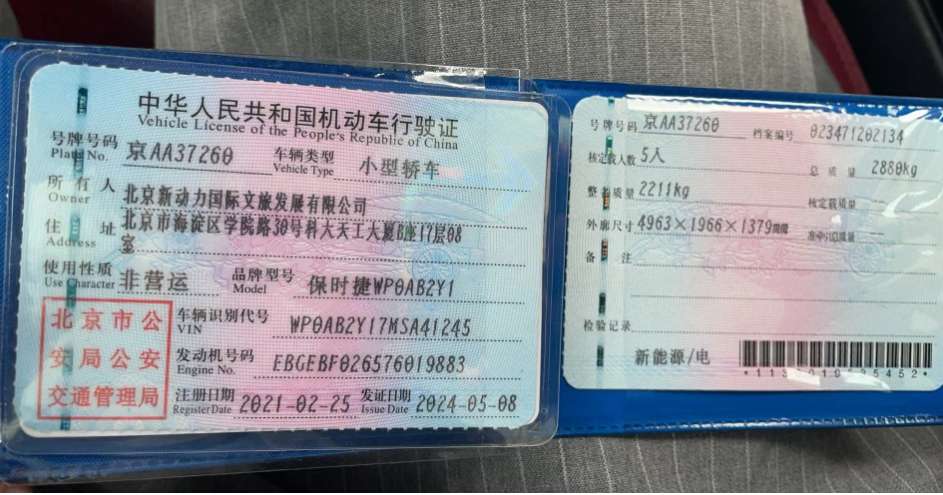 中华人民共和国机动车行驶证
Vehicle License of the People's Republic of China
号牌号码 京AA37260 车辆类型 小型轿车
Plate No. Vehicle Type
所有人 北京新动力国际文旅发展有限公司
Owner
住址 北京市海淀区学院路30号科大天工大厦B座17层08
Address 室
使用性质 非营运 品牌型号 保时捷WP0AB2Y1
Use Character Model
北京市公
安局公安
交通管理局
车辆识别代号 WP0AB2Y17MSA41245
VIN
发动机号码 EBGEBF026576019883
Engine No.
注册日期 2021-02-25 发证日期 2024-05-08
Register Date Issue Date
号牌号码 京AA37260 档案编号 023471202134
核定载人数 5人 总质量 2880kg
整备质量 2211kg 核定载质量 --
外廓尺寸 4963×1966×1379mm 准牵引总质量 --
备注
检验记录
新能源/电